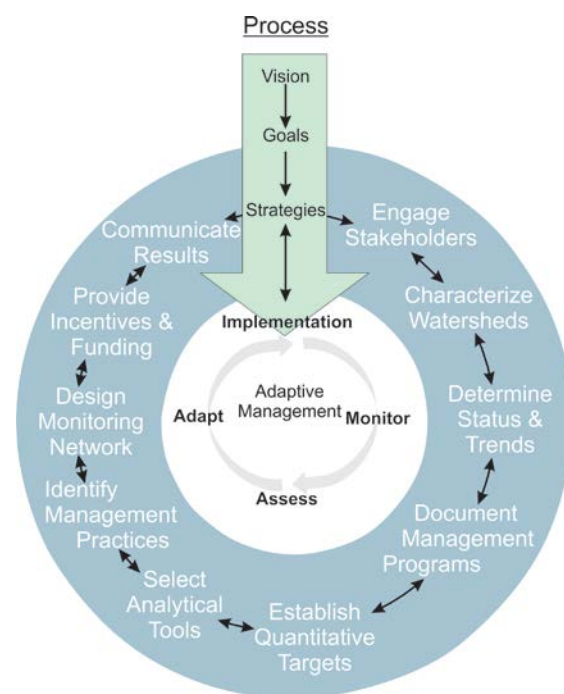 Process
Vision
Goals
Strategies
Engage
Stakeholders
Characterize
Watersheds
Determine
Status &
Trends
Document
Management
Programs
Establish
Quantitative
Targets
Select
Analytical
Tools
Identify
Management
Practices
Design
Monitoring
Network
Provide
Incentives &
Funding
Communicate
Results
Implementation
Adaptive
Management
Monitor
Assess
Adapt